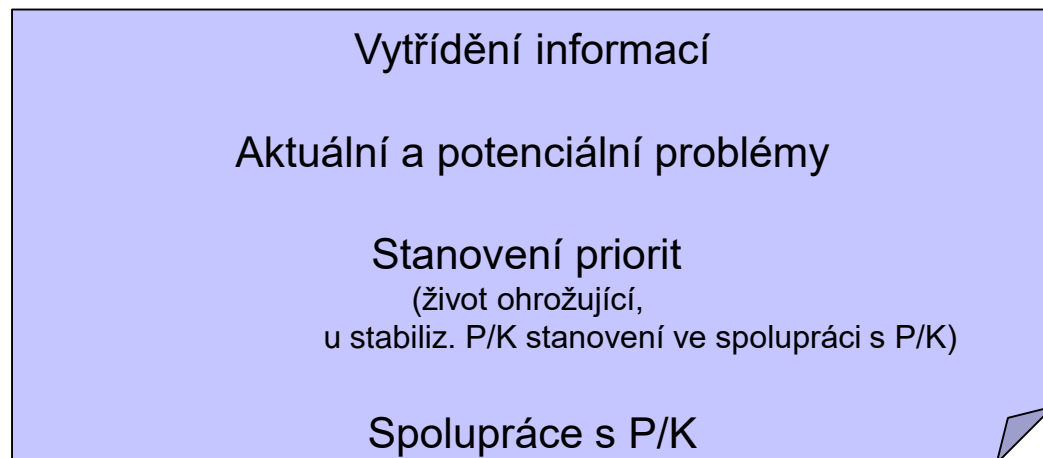 Vytřídění informací
Aktuální a potenciální problémy
Stanovení priorit
(život ohrožující,
u stabiliz. P/K stanovení ve spolupráci s P/K)
Spolupráce s P/K